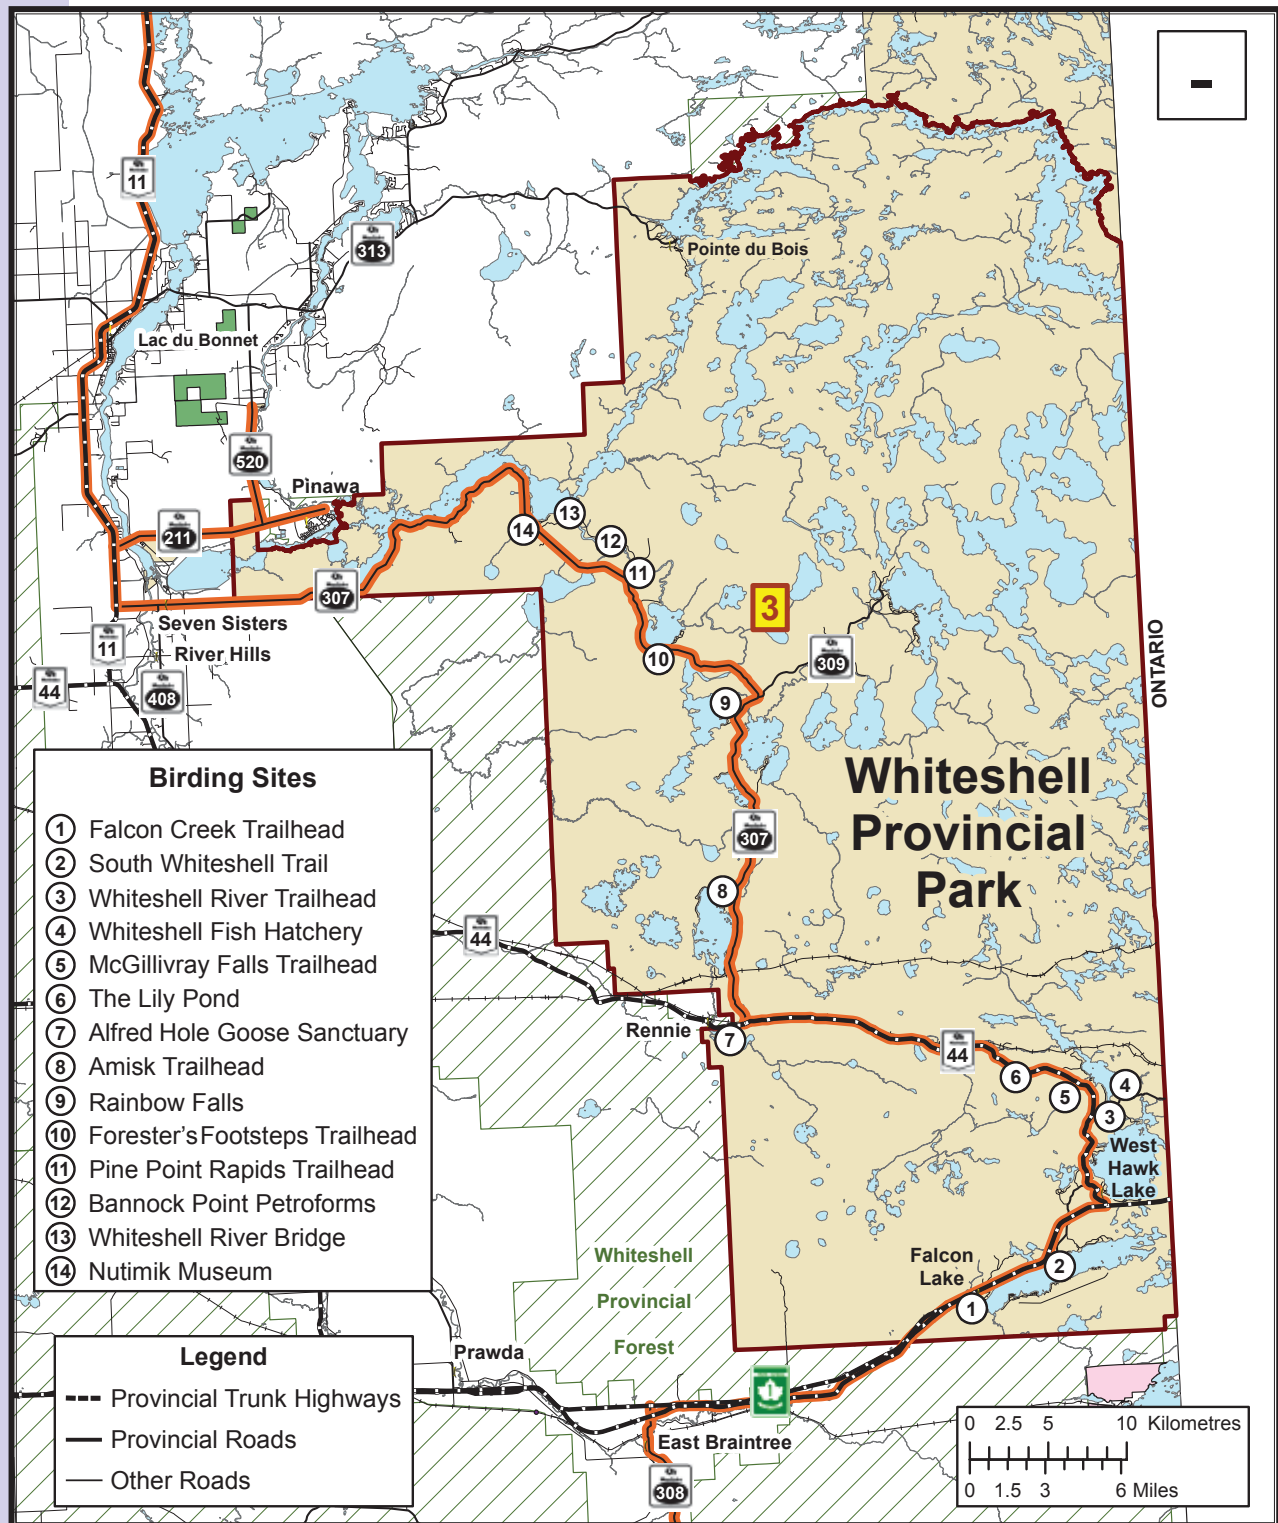 -
11
313
Pointe du Bois
Lac du Bonnet
520
Pinawa
13
14
12
211
11
307
3
Seven Sisters
River Hills
11
10
309
ONTARIO
44
408
9
Whiteshell
Provincial
Park
307
8
44
Birding Sites
1 Falcon Creek Trailhead
2 South Whiteshell Trail
3 Whiteshell River Trailhead
4 Whiteshell Fish Hatchery
5 McGillivray Falls Trailhead
6 The Lily Pond
7 Alfred Hole Goose Sanctuary
8 Amisk Trailhead
9 Rainbow Falls
10 Forester's Footsteps Trailhead
11 Pine Point Rapids Trailhead
12 Bannock Point Petroforms
13 Whiteshell River Bridge
14 Nutimik Museum
Rennie
7
44
6
5
4
3
West
Hawk
Lake
Falcon
Lake
2
1
Whiteshell
Provincial
Forest
Prawda
East Braintree
308
Legend
Provincial Trunk Highways
Provincial Roads
Other Roads
0 2.5 5 10 Kilometres
0 1.5 3 6 Miles